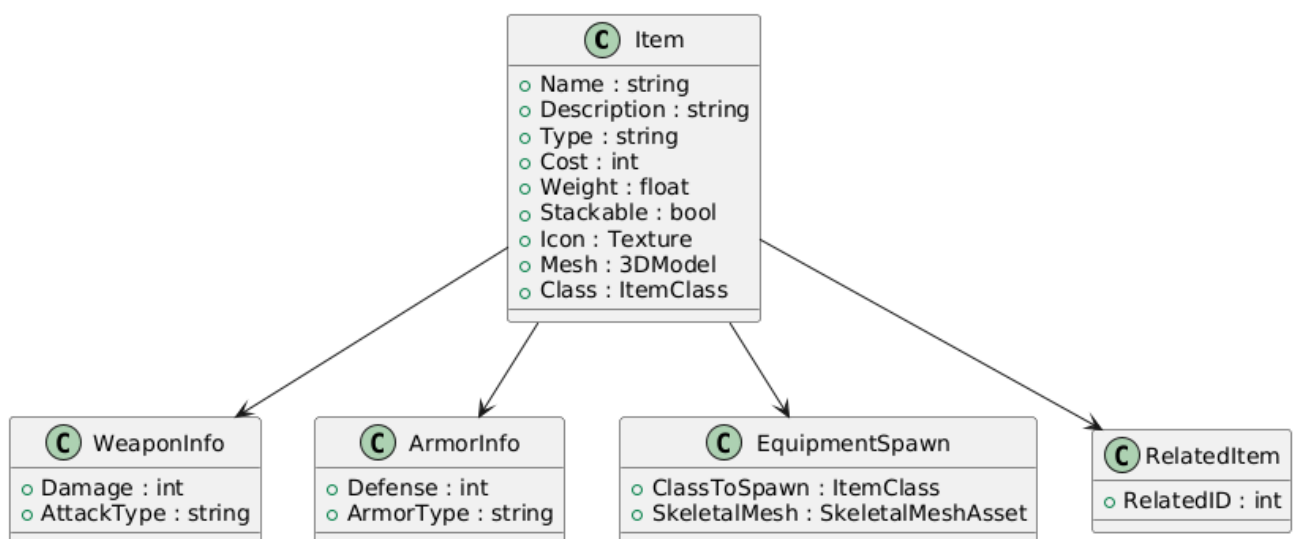 C Item
Name : string
Description : string
Type : string
Cost : int
Weight : float
Stackable : bool
Icon : Texture
Mesh : 3DModel
Class : ItemClass
C WeaponInfo
Damage : int
AttackType : string
C ArmorInfo
Defense : int
ArmorType : string
C EquipmentSpawn
ClassToSpawn : ItemClass
SkeletalMesh : SkeletalMeshAsset
C RelatedItem
RelatedID : int